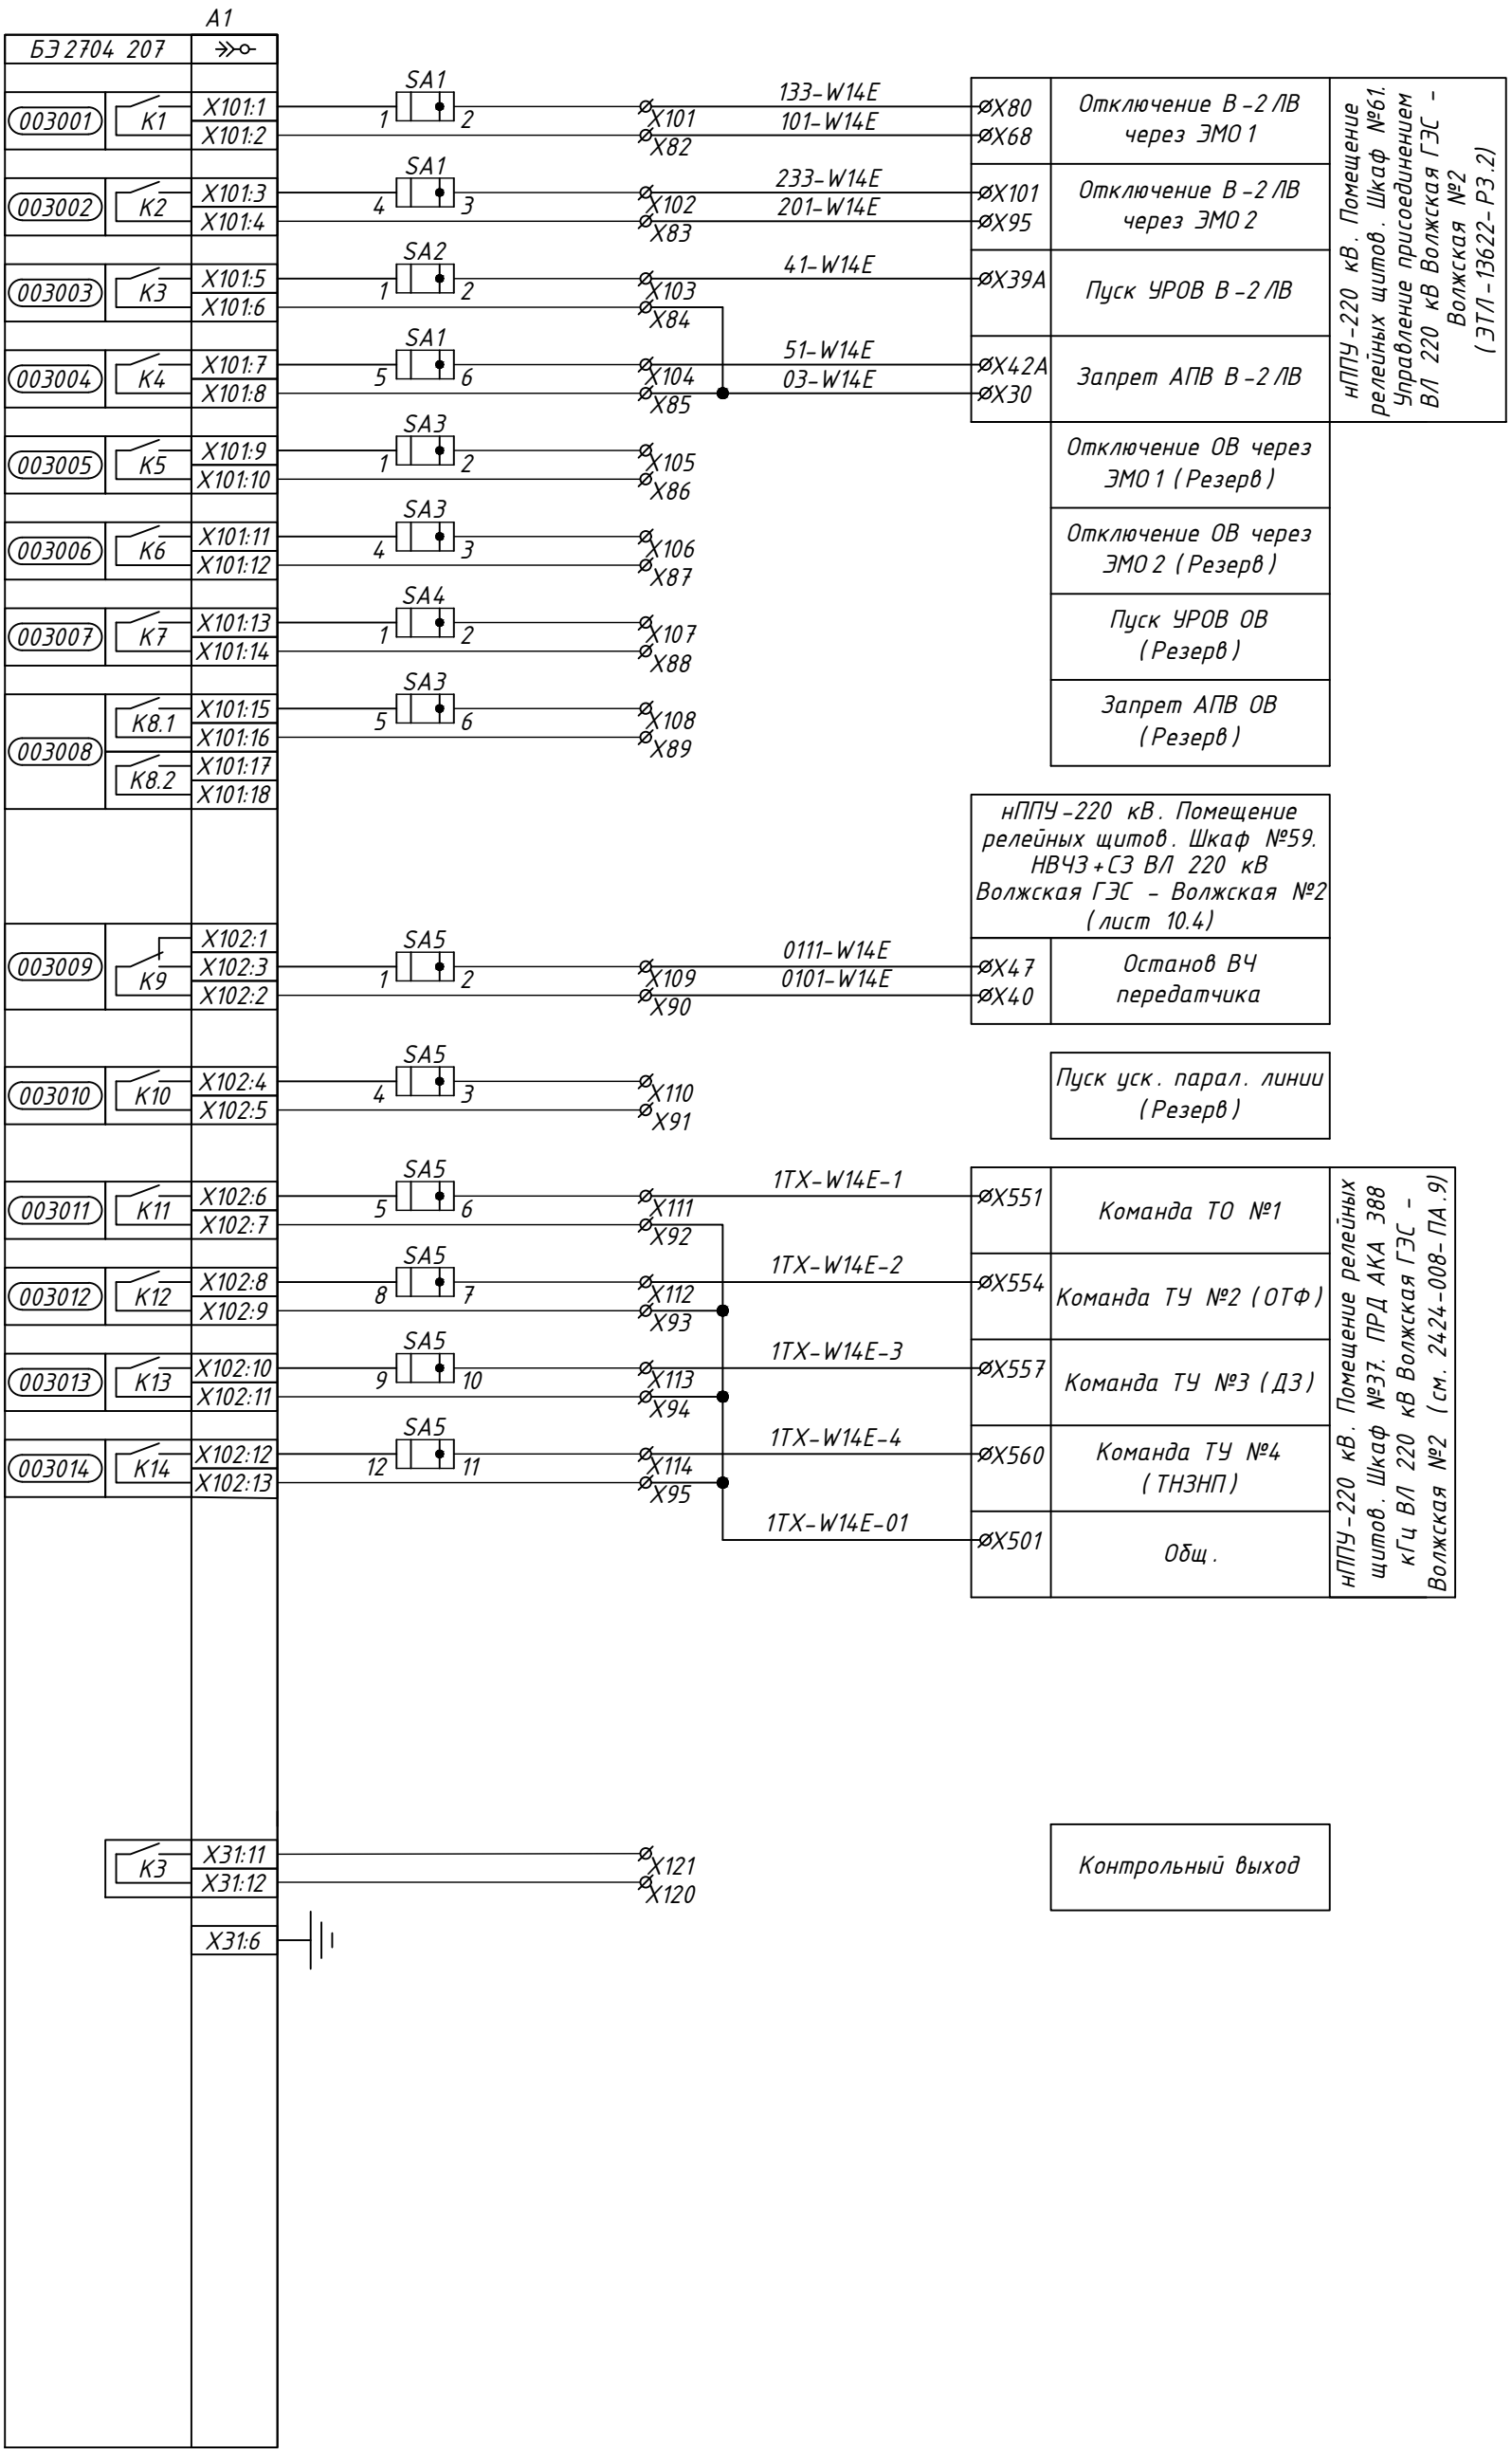 A1
БЭ 2704 207
003001
K1
X101:1
X101:2
SA1
1
2
X101
X82
133-W14E
101-W14E
X80
X68
Отключение В-2 ЛВ
через ЭМО 1
003002
K2
X101:3
X101:4
SA1
4
3
X102
X83
233-W14E
201-W14E
X101
X95
Отключение В-2 ЛВ
через ЭМО 2
003003
K3
X101:5
X101:6
SA2
1
2
X103
X84
41-W14E
X39A
Пуск УРОВ В-2 ЛВ
003004
K4
X101:7
X101:8
SA1
5
6
X104
X85
51-W14E
03-W14E
X42A
X30
Запрет АПВ В-2 ЛВ
нППУ-220 кВ. Помещение
релейных щитов. Шкаф №61.
Управление присоединением
ВЛ 220 кВ Волжская ГЭС -
Волжская №2
(ЭТЛ-13622-РЗ.2)
003005
K5
X101:9
X101:10
SA3
1
2
X105
X86
Отключение ОВ через
ЭМО 1 (Резерв)
003006
K6
X101:11
X101:12
SA3
4
3
X106
X87
Отключение ОВ через
ЭМО 2 (Резерв)
003007
K7
X101:13
X101:14
SA4
1
2
X107
X88
Пуск УРОВ ОВ
(Резерв)
003008
K8.1
X101:15
X101:16
SA3
5
6
X108
X89
Запрет АПВ ОВ
(Резерв)
K8.2
X101:17
X101:18
нППУ-220 кВ. Помещение
релейных щитов. Шкаф №59.
НВЧЗ+СЗ ВЛ 220 кВ
Волжская ГЭС - Волжская №2
(лист 10.4)
003009
K9
X102:1
X102:3
X102:2
SA5
1
2
X109
X90
0111-W14E
0101-W14E
X47
X40
Останов ВЧ
передатчика
003010
K10
X102:4
X102:5
SA5
4
3
X110
X91
Пуск уск. парал. линии
(Резерв)
003011
K11
X102:6
X102:7
SA5
5
6
X111
X92
1TX-W14E-1
X551
Команда ТО №1
003012
K12
X102:8
X102:9
SA5
8
7
X112
X93
1TX-W14E-2
X554
Команда ТУ №2 (ОТФ)
003013
K13
X102:10
X102:11
SA5
9
10
X113
X94
1TX-W14E-3
X557
Команда ТУ №3 (ДЗ)
003014
K14
X102:12
X102:13
SA5
12
11
X114
X95
1TX-W14E-4
X560
Команда ТУ №4
(ТНЗНП)
1TX-W14E-01
X501
Общ.
нППУ-220 кВ. Помещение релейных
щитов. Шкаф №37. ПРД АКА 388
кГц ВЛ 220 кВ Волжская ГЭС -
Волжская №2 (см. 2424-008-ПА.9)
K3
X31:11
X31:12
X121
X120
Контрольный выход
X31:6